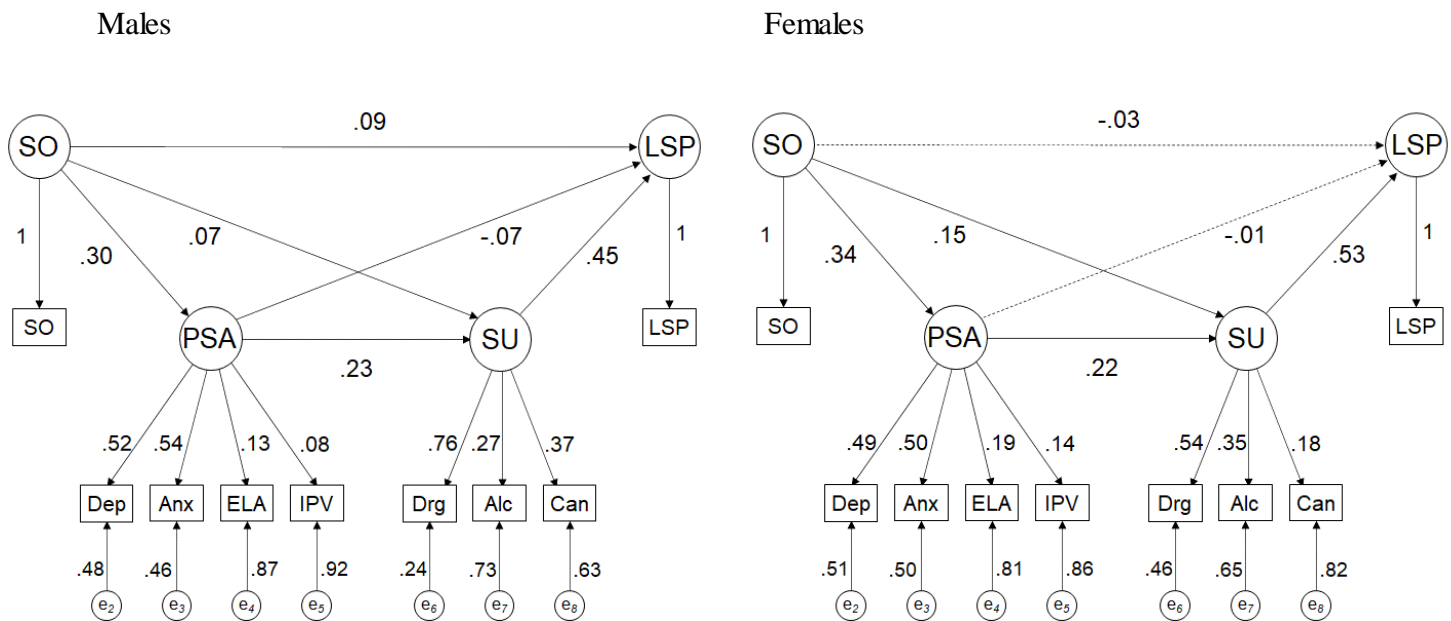 Males Females
.09 -.03
SO LSP SO LSP
1 .30 .07 -.07 .45 1 1 .34 .15 -.01 .53 1
SO PSA SU LSP SO PSA SU LSP
.23 .22
.52 .54 .13 .08 .76 .27 .37 .49 .50 .19 .14 .54 .35 .18
Dep Anx ELA IPV Drg Alc Can Dep Anx ELA IPV Drg Alc Can
.48 .46 .87 .92 .24 .73 .63 .51 .50 .81 .86 .46 .65 .82
e2 e3 e4 e5 e6 e7 e8 e2 e3 e4 e5 e6 e7 e8